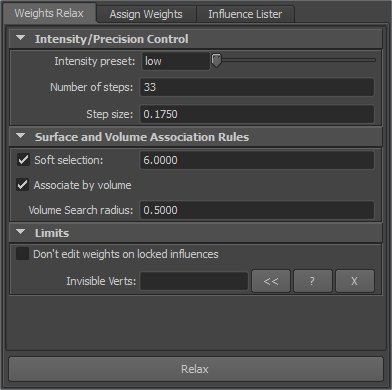 Weights Relax Assign Weights Influence Lister
Intensity/Precision Control
Intensity preset: low
Number of steps: 33
Step size: 0.1750
Surface and Volume Association Rules
Soft selection: 6.0000
Associate by volume
Volume Search radius: 0.5000
Limits
Don't edit weights on locked influences
Invisible Verts: << ? X
Relax